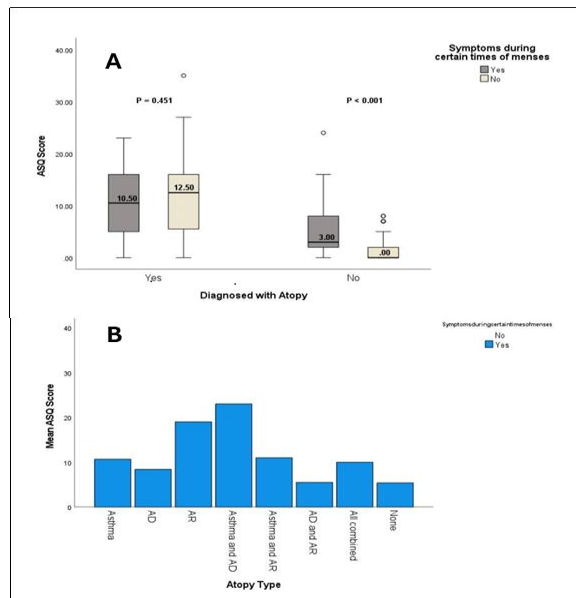 A
Symptoms during
certain times of menses
Yes
No
40.00
30.00
20.00
10.00
.00
ASQ Score
P = 0.451
P < 0.001
10.50
12.50
3.00
.00
Yes
No
Diagnosed with Atopy
B
Symptomsduringcertaintimesofmenses
No
Yes
40
30
20
10
0
Mean ASQ Score
Asthma
AD
AR
Asthma and AD
Asthma and AR
AD and AR
All combined
None
Atopy Type